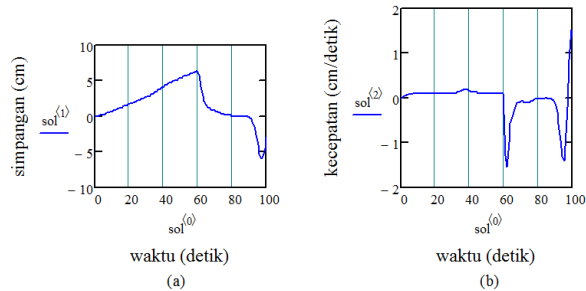 simpangan (cm)
sol⟨1⟩
10
5
0
− 5
− 10
0 20 40 60 80 100
sol⟨0⟩
waktu (detik)
(a)
kecepatan (cm/detik)
sol⟨2⟩
2
1
0
− 1
− 2
0 20 40 60 80 100
sol⟨0⟩
waktu (detik)
(b)